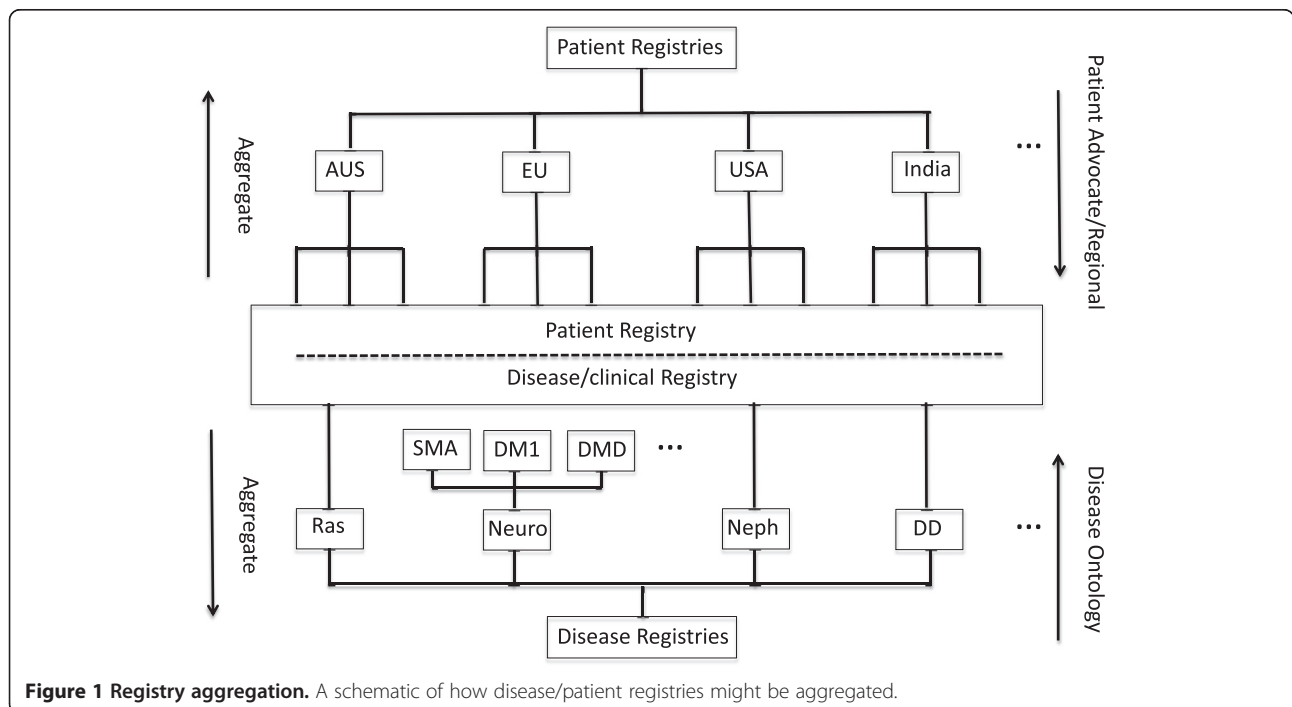 Patient Registries
Aggregate
AUS
EU
USA
India
...
Patient Advocate/Regional
Patient Registry
Disease/clinical Registry
Aggregate
SMA
DM1
DMD
...
Ras
Neuro
Neph
DD
...
Disease Ontology
Disease Registries
Figure 1 Registry aggregation. A schematic of how disease/patient registries might be aggregated.